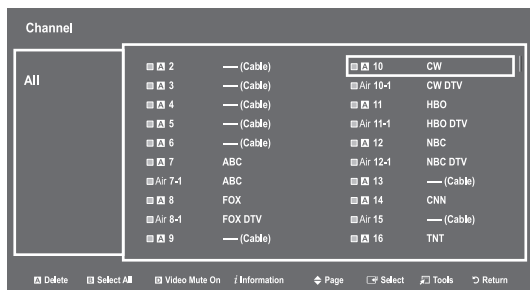 Channel
All
A 2 — (Cable)
A 3 — (Cable)
A 4 — (Cable)
A 5 — (Cable)
A 6 — (Cable)
A 7 ABC
Air 7-1 ABC
A 8 FOX
Air 8-1 FOX DTV
A 9 — (Cable)
A 10 CW
Air 10-1 CW DTV
A 11 HBO
Air 11-1 HBO DTV
A 12 NBC
Air 12-1 NBC DTV
A 13 — (Cable)
A 14 CNN
Air 15 — (Cable)
A 16 TNT
A Delete B Select All D Video Mute On i Information Page Select Tools Return